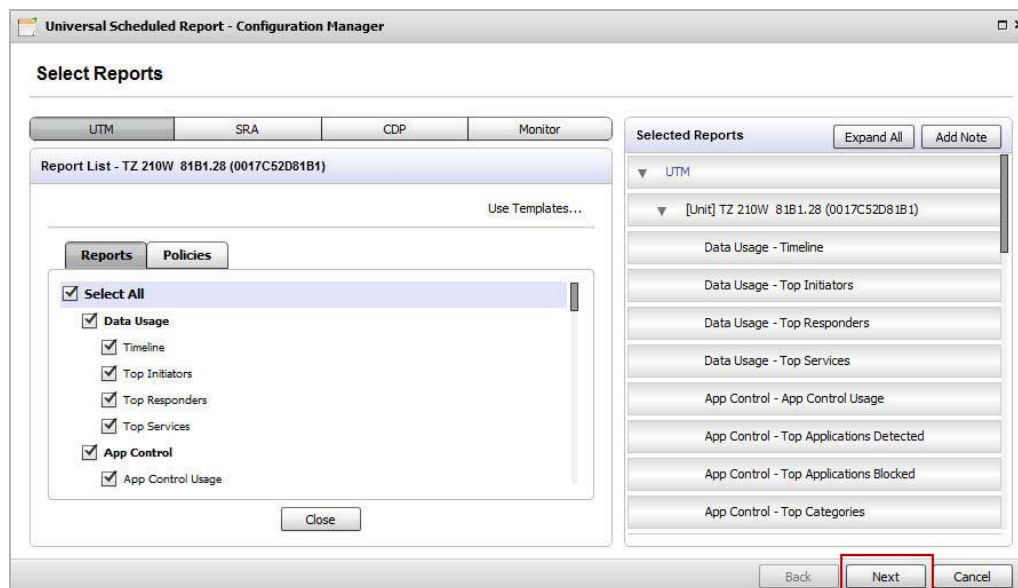 Universal Scheduled Report - Configuration Manager
Select Reports
UTM
SRA
CDP
Monitor
Report List - TZ 210W 81B1.28 (0017C52D81B1)
Use Templates...
Reports
Policies
Select All
Data Usage
Timeline
Top Initiators
Top Responders
Top Services
App Control
App Control Usage
Close
Selected Reports
Expand All
Add Note
UTM
[Unit] TZ 210W 81B1.28 (0017C52D81B1)
Data Usage - Timeline
Data Usage - Top Initiators
Data Usage - Top Responders
Data Usage - Top Services
App Control - App Control Usage
App Control - Top Applications Detected
App Control - Top Applications Blocked
App Control - Top Categories
Back
Next
Cancel